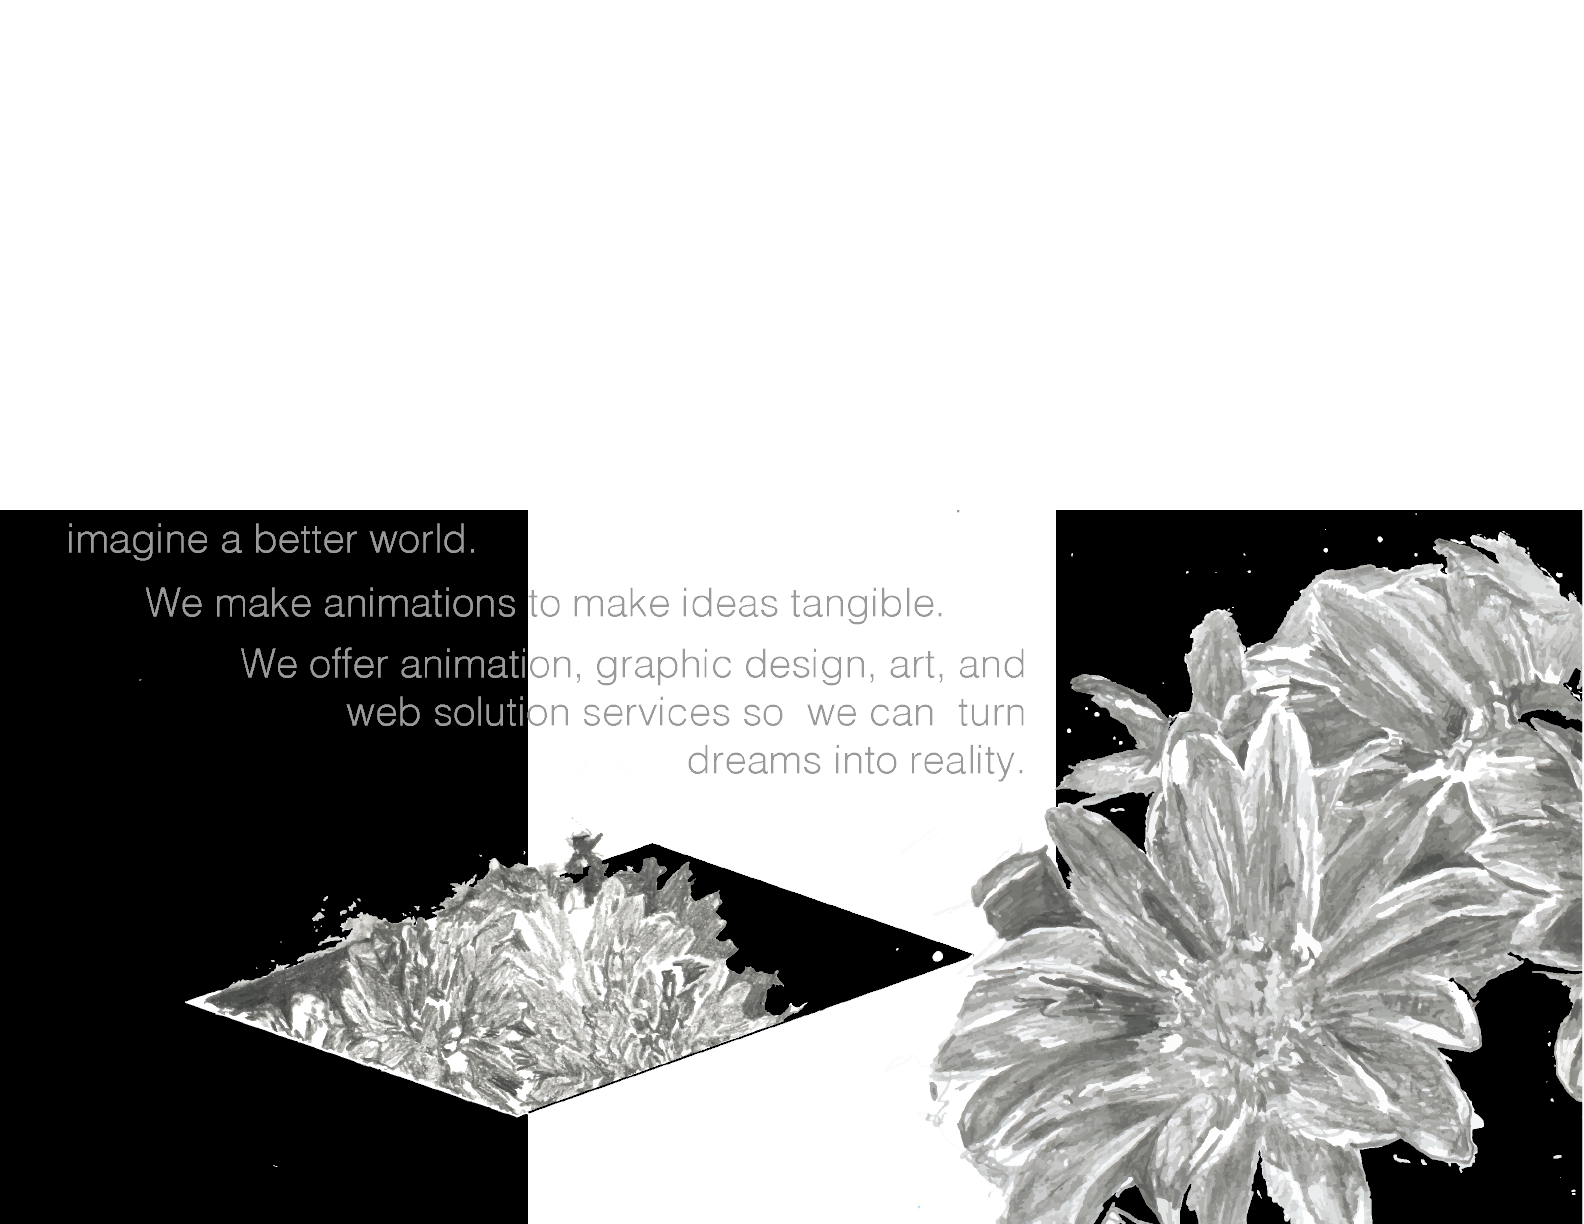 imagine a better world.
We make animations to make ideas tangible.
We offer animation, graphic design, art, and
web solution services so  we can  turn
dreams into reality.